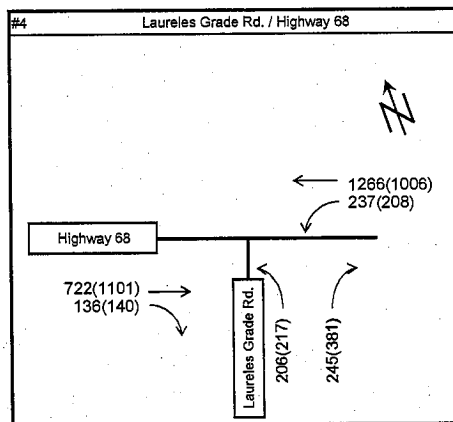 #4
Laureles Grade Rd. / Highway 68
N
1266(1006)
237(208)
Highway 68
722(1101)
136(140)
Laureles Grade Rd.
206(217)
245(381)